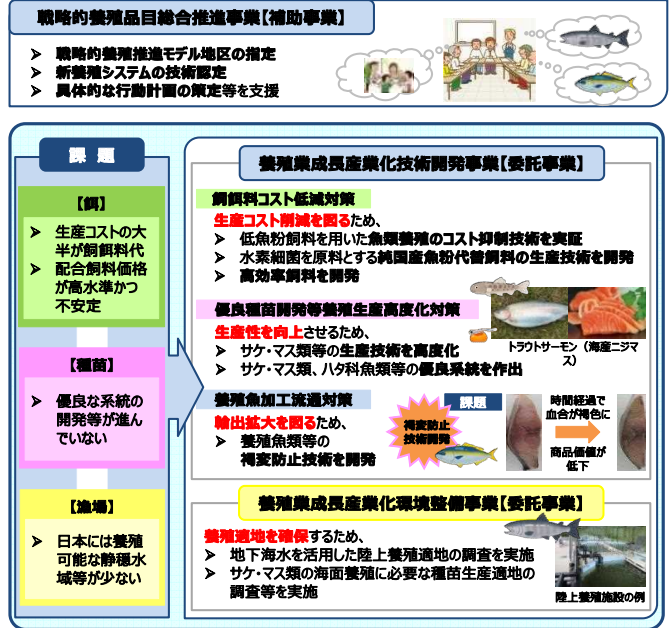 戦略的養殖品目総合推進事業【補助事業】
➢ 戦略的養殖推進モデル地区の指定
➢ 新養殖システムの技術認定
➢ 具体的な行動計画の策定等を支援
課 題
【餌】
➢ 生産コストの大
半が飼餌料代
➢ 配合飼料価格
が高水準かつ
不安定
【種苗】
➢ 優良な系統の
開発等が進ん
でいない
【漁場】
➢ 日本には養殖
可能な静穏水
域等が少ない
養殖業成長産業化技術開発事業【委託事業】
飼餌料コスト低減対策
生産コスト削減を図るため、
➢ 低魚粉飼料を用いた魚類養殖のコスト抑制技術を実証
➢ 水素細菌を原料とする純国産魚粉代替飼料の生産技術を開発
➢ 高効率飼料を開発
優良種苗開発等養殖生産高度化対策
生産性を向上させるため、
➢ サケ・マス類等の生産技術を高度化
➢ サケ・マス類、ハタ科魚類等の優良系統を作出
トラウトサーモン（海産ニジマ
ス）
養殖魚加工流通対策
輸出拡大を図るため、
➢ 養殖魚類等の
褐変防止技術を開発
褐変防止
技術開発
課題
時間経過で
血合が褐色に
商品価値が
低下
養殖業成長産業化環境整備事業【委託事業】
養殖適地を確保するため、
➢ 地下海水を活用した陸上養殖適地の調査を実施
➢ サケ・マス類の海面養殖に必要な種苗生産適地の
調査等を実施
陸上養殖施設の例